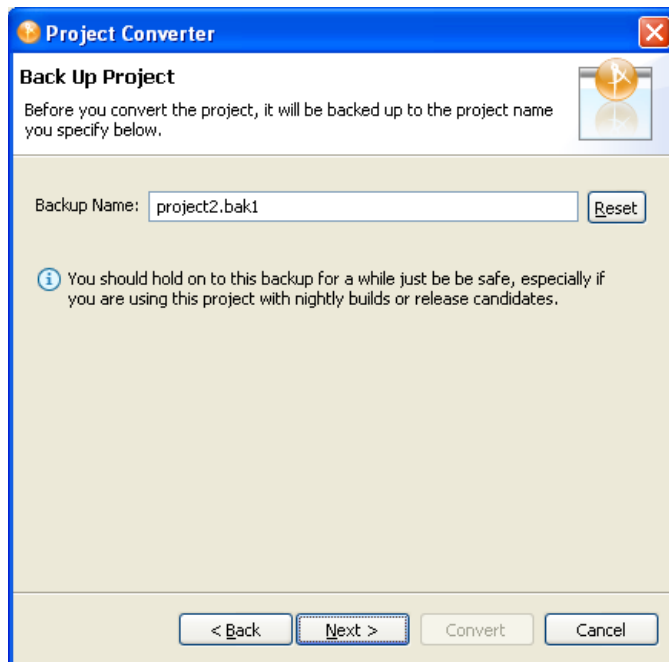 Project Converter
Back Up Project
Before you convert the project, it will be backed up to the project name
you specify below.
Backup Name: project2.bak1 Reset
You should hold on to this backup for a while just be be safe, especially if
you are using this project with nightly builds or release candidates.
< Back Next > Convert Cancel